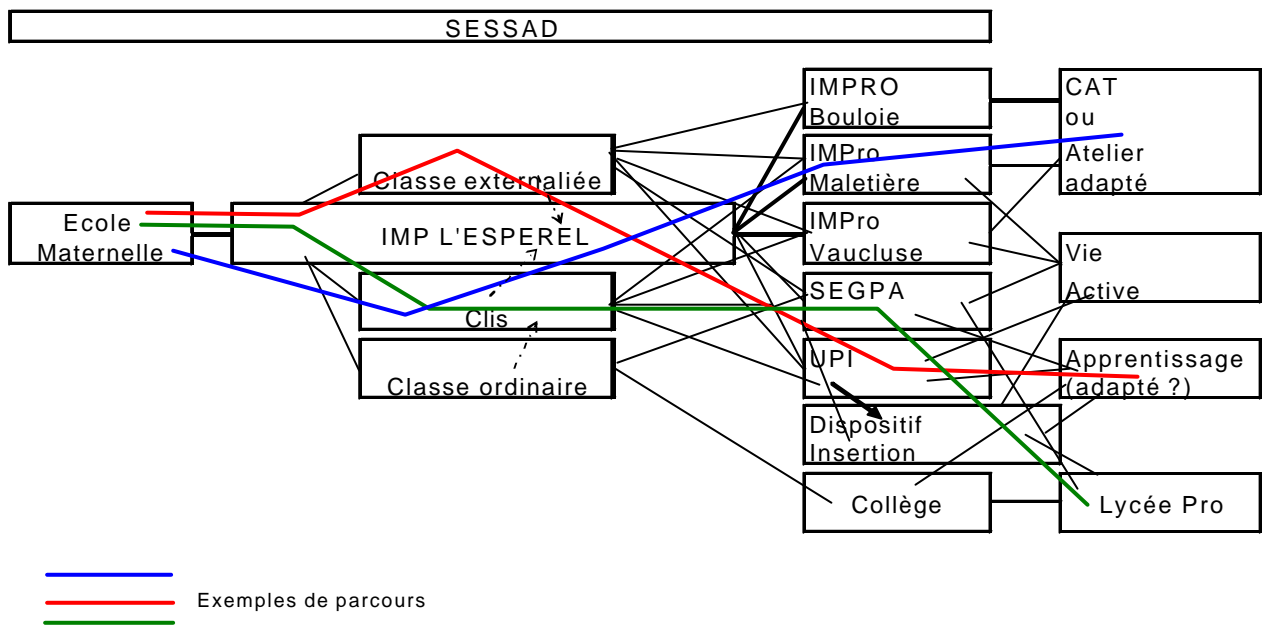 SESSAD
IMPRO
Bouloie
CAT
ou
Atelier
adapté
IMPro
Maletière
Classe externaliée
Ecole
Maternelle
IMP L'ESPEREL
IMPro
Vaucluse
Vie
Active
SEGPA
Clis
UPI
Apprentissage
(adapté ?)
Classe ordinaire
Dispositif
Insertion
Collège
Lycée Pro
Exemples de parcours